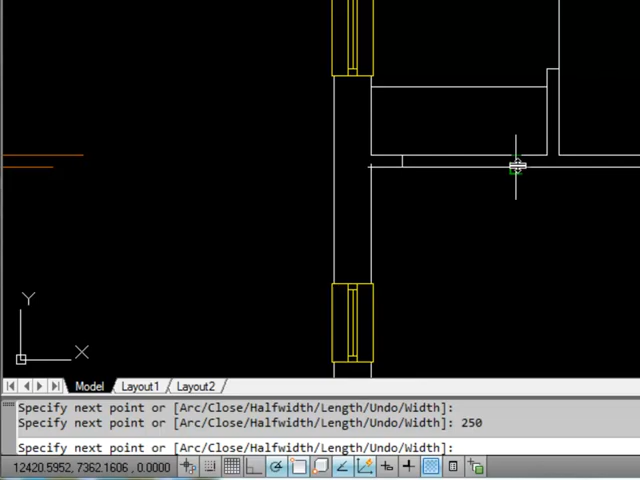 Y
X
Model Layout1 Layout2
Specify next point or [Arc/Close/Halfwidth/Length/Undo/Width]:
Specify next point or [Arc/Close/Halfwidth/Length/Undo/Width]: 250
Specify next point or [Arc/Close/Halfwidth/Length/Undo/Width]:
12420.5952, 7362.1606 , 0.0000